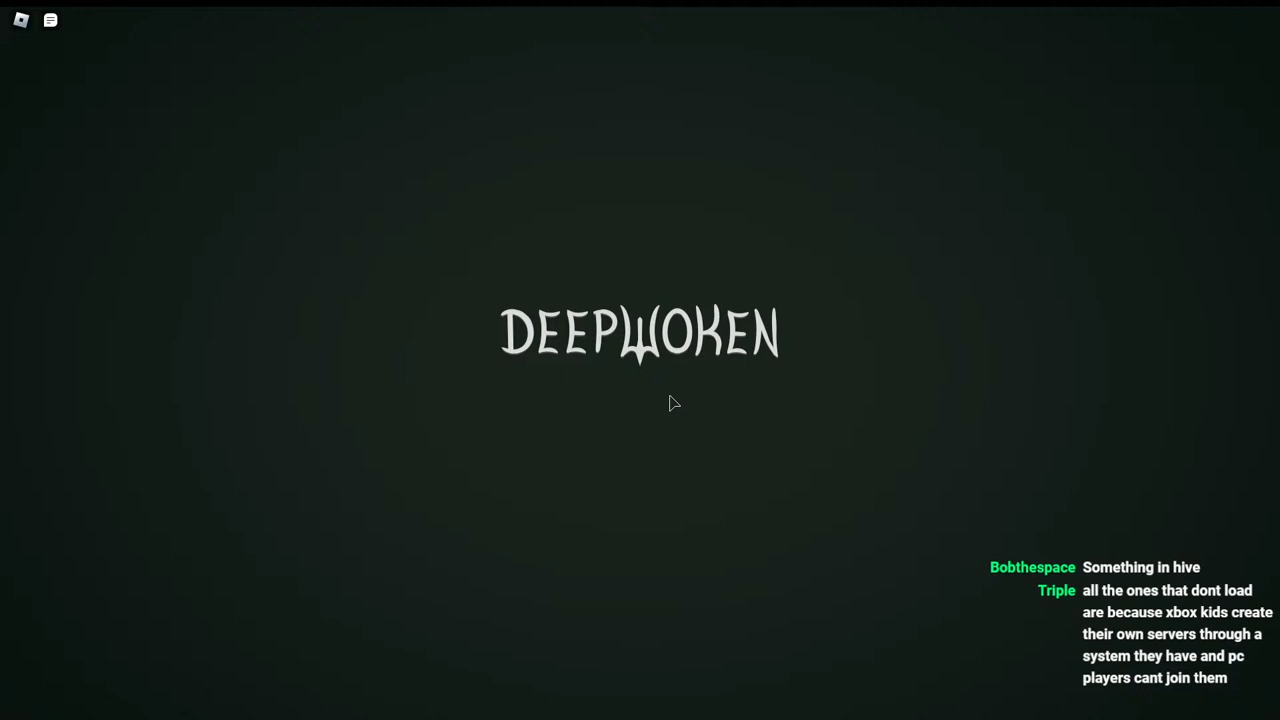 DEEPWOKEN
Bobthespace Something in hive
Triple all the ones that dont load
are because xbox kids create
their own servers through a
system they have and pc
players cant join them